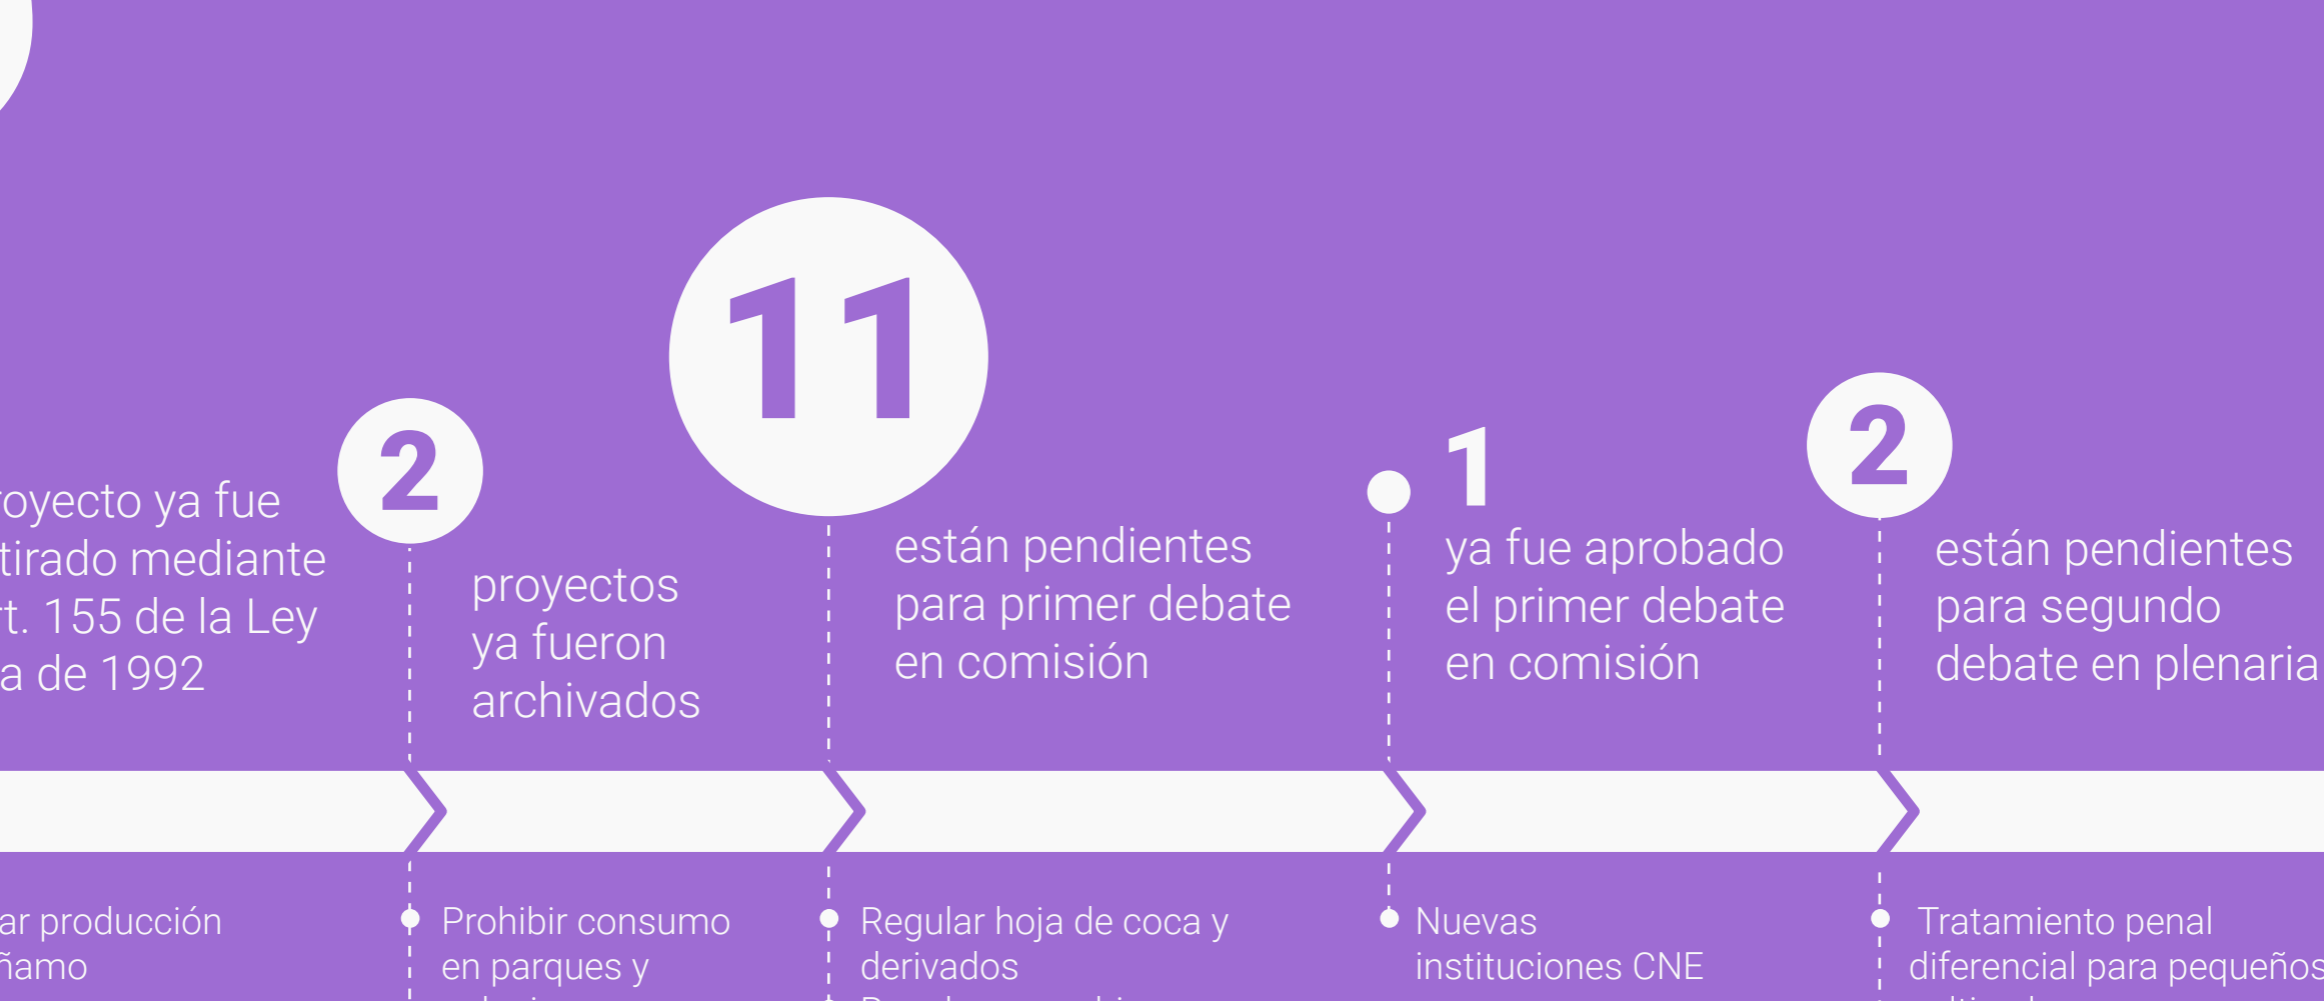 royecto ya fue
tirado mediante
rt. 155 de la Ley
a de 1992
2
proyectos
ya fueron
archivados
11
están pendientes
para primer debate
en comisión
1
ya fue aprobado
el primer debate
en comisión
2
están pendientes
para segundo
debate en plenaria
ar producción
ñamo
Prohibir consumo
en parques y
Regular hoja de coca y
derivados
Nuevas
instituciones CNE
Tratamiento penal
diferencial para pequeños